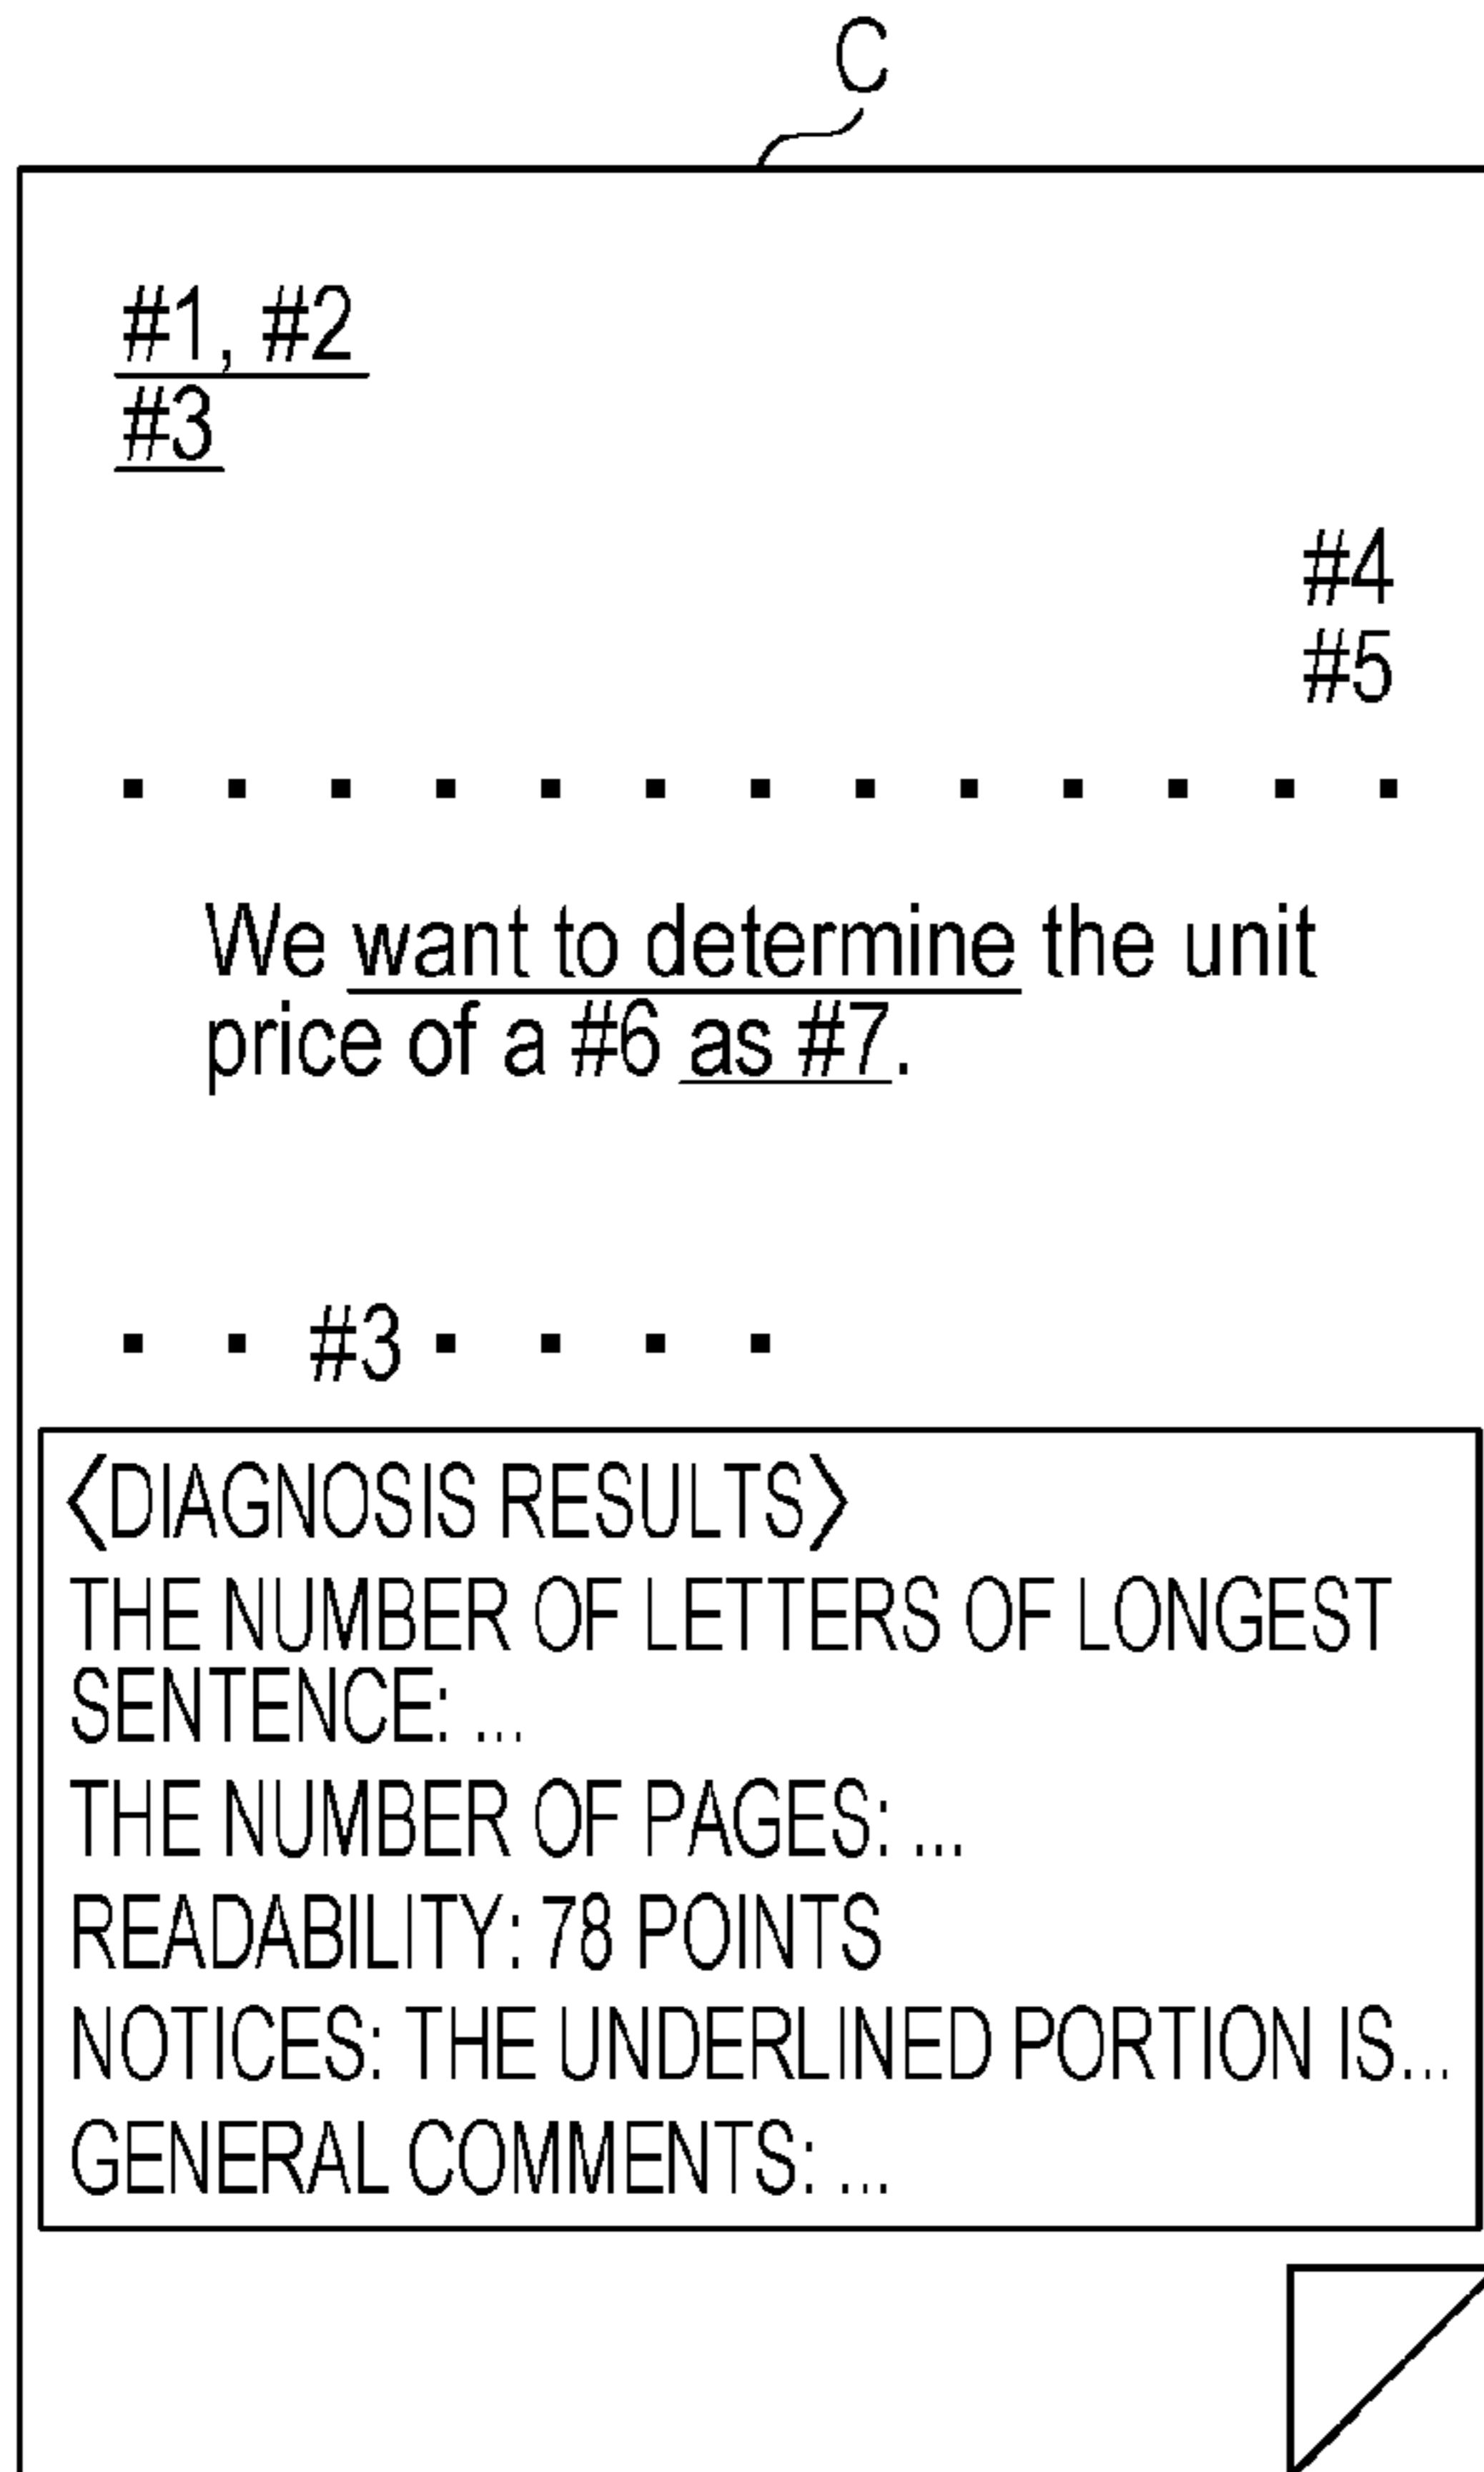 C
#1, #2
#3
#4
#5
. . . . . . . . . . . . .
We want to determine the unit
price of a #6 as #7.
. . #3 . . . .
〈DIAGNOSIS RESULTS〉
THE NUMBER OF LETTERS OF LONGEST
SENTENCE: ...
THE NUMBER OF PAGES: ...
READABILITY: 78 POINTS
NOTICES: THE UNDERLINED PORTION IS...
GENERAL COMMENTS: ...